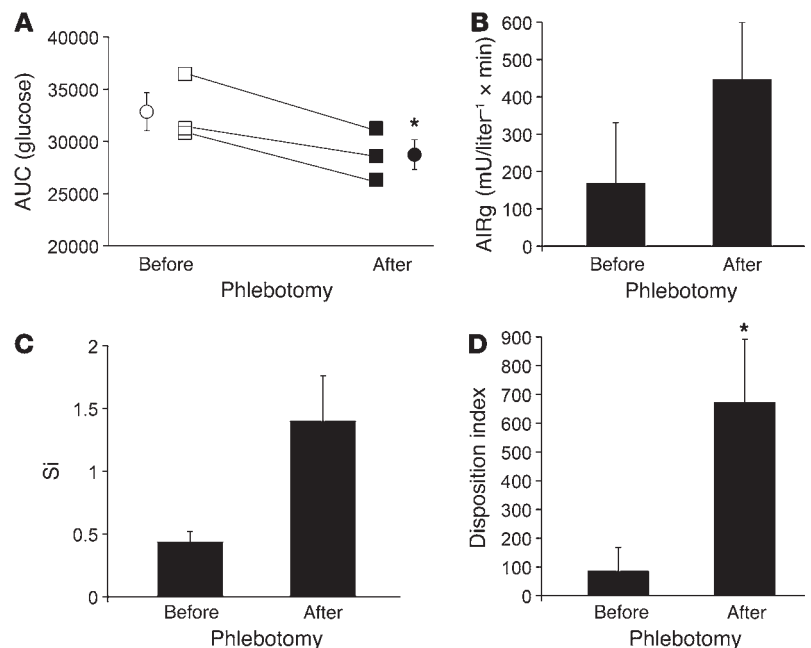 A
40000
35000
30000
25000
20000
AUC (glucose)
*
Before
After
Phlebotomy
B
600
500
400
300
200
100
0
AIRg (mU/liter⁻¹ × min)
Before
After
Phlebotomy
C
2
1.5
1
0.5
0
Si
Before
After
Phlebotomy
D
900
800
700
600
500
400
300
200
100
0
Disposition index
*
Before
After
Phlebotomy